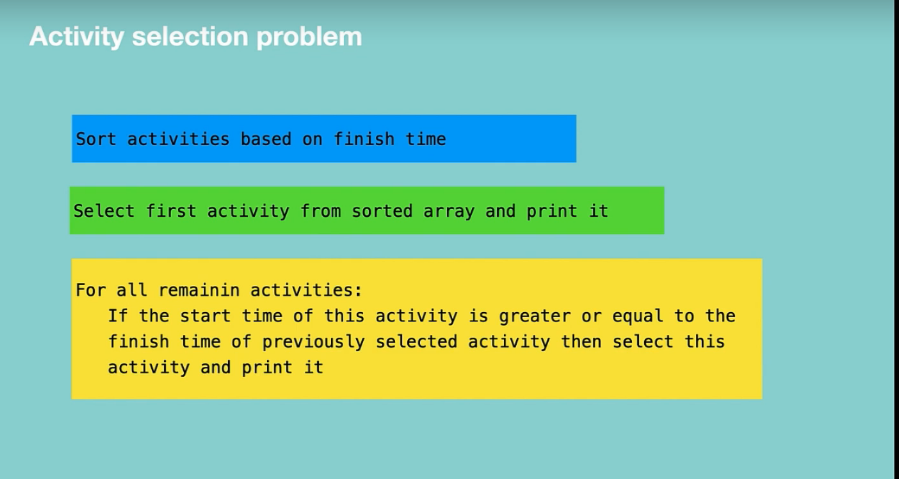 Activity selection problem
Sort activities based on finish time
Select first activity from sorted array and print it
For all remainin activities:
If the start time of this activity is greater or equal to the
finish time of previously selected activity then select this
activity and print it